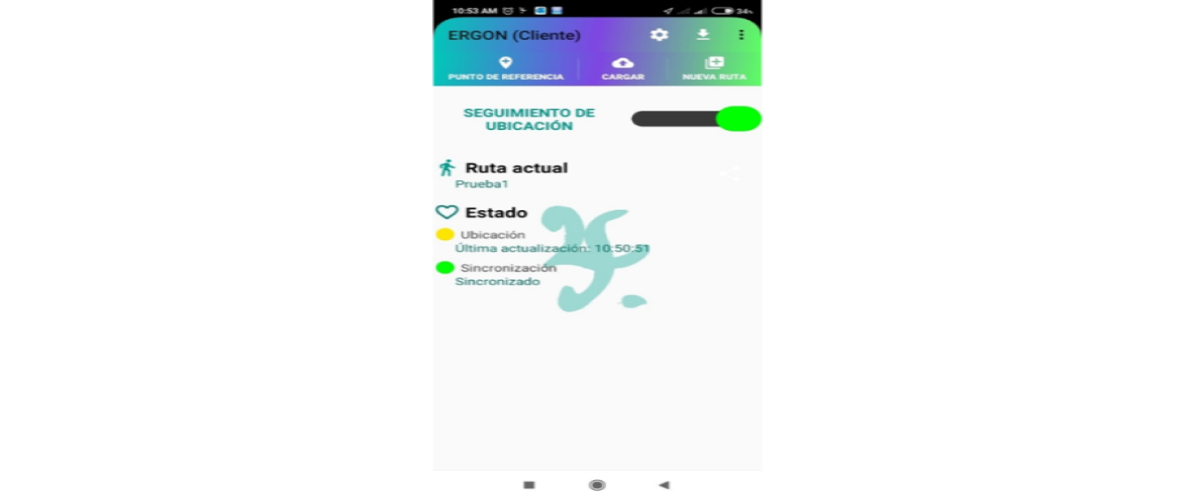 10:53 AM
34%
ERGON (Cliente)
PUNTO DE REFERENCIA
CARGAR
NUEVA RUTA
SEGUIMIENTO DE
UBICACIÓN
Ruta actual
Prueba1
Estado
Ubicación
Última actualización: 10:50:51
Sincronización
Sincronizado